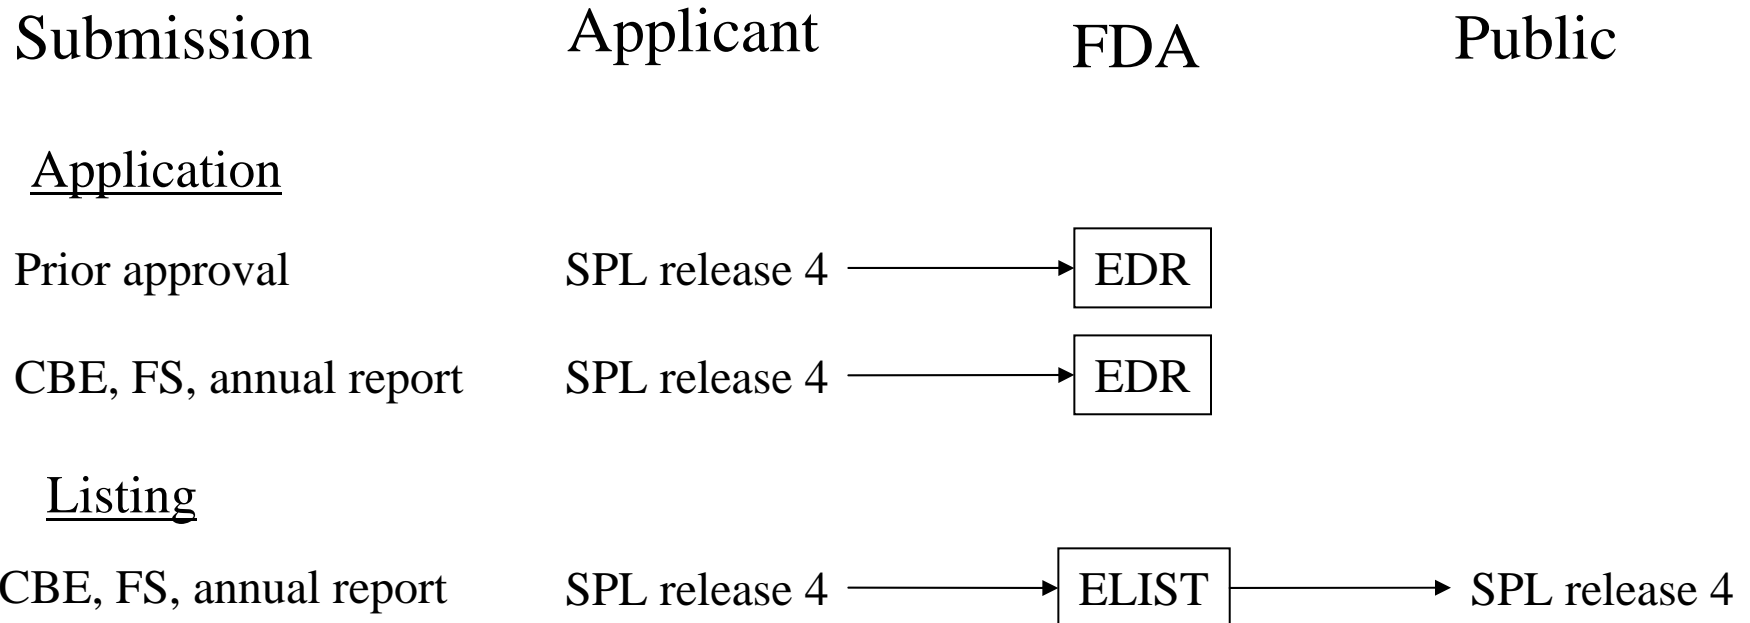 Submission Applicant FDA Public
Application
Prior approval SPL release 4 EDR
CBE, FS, annual report SPL release 4 EDR
Listing
CBE, FS, annual report SPL release 4 ELIST SPL release 4